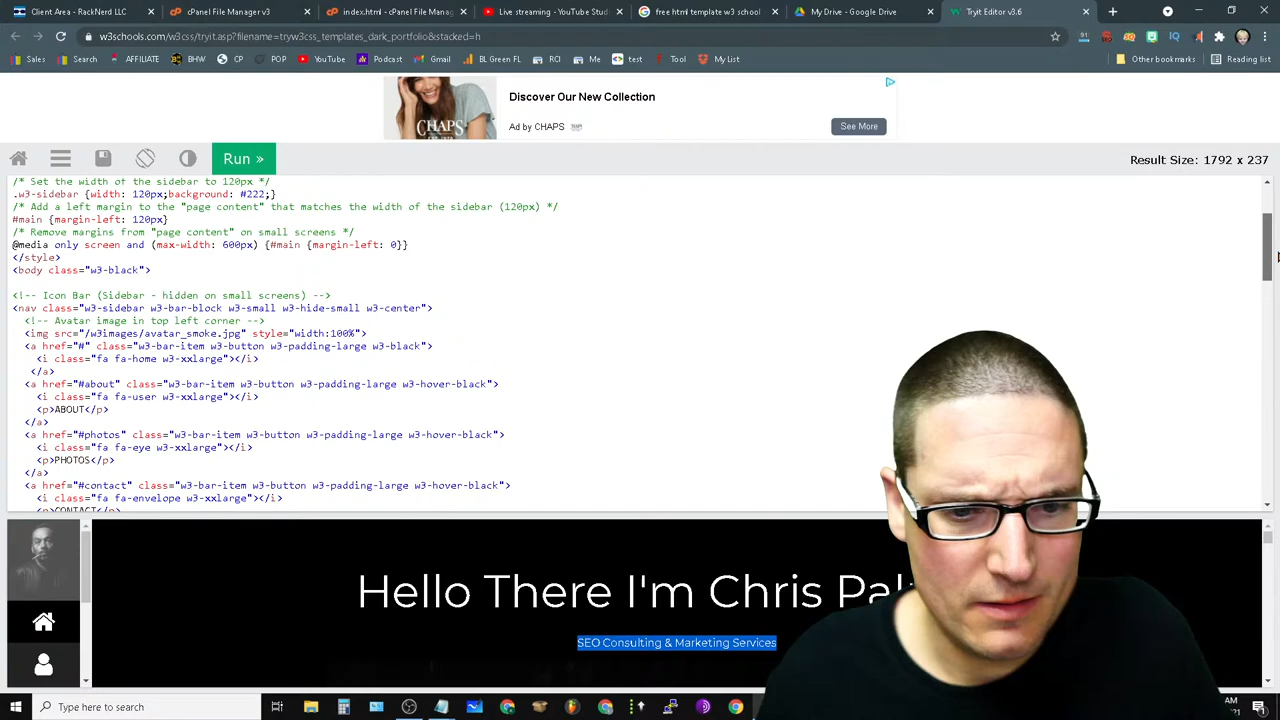 Client Area - RackNerd LLC
cPanel File Manager v3
index.html - cPanel File Manag
Live streaming - YouTube Stud
free html template w3 school
My Drive - Google Drive
Tryit Editor v3.6
w3schools.com/w3css/tryit.asp?filename=tryw3css_templates_dark_portfolio&stacked=h
Sales Search AFFILIATE BHW CP POP YouTube Podcast Gmail BL Green FL RCI Me test Tool My List Other bookmarks Reading list
Discover Our New Collection
Ad by CHAPS
See More
CHAPS
Run »
Result Size: 1792 x 237
/* Set the width of the sidebar to 120px */
.w3-sidebar {width: 120px;background: #222;}
/* Add a left margin to the "page content" that matches the width of the sidebar (120px) */
#main {margin-left: 120px}
/* Remove margins from "page content" on small screens */
@media only screen and (max-width: 600px) {#main {margin-left: 0}}
</style>
<body class="w3-black">
<!-- Icon Bar (Sidebar - hidden on small screens) -->
<nav class="w3-sidebar w3-bar-block w3-small w3-hide-small w3-center">
<!-- Avatar image in top left corner -->
<img src="/w3images/avatar_smoke.jpg" style="width:100%">
<a href="#" class="w3-bar-item w3-button w3-padding-large w3-black">
<i class="fa fa-home w3-xxlarge"></i>
</a>
<a href="#about" class="w3-bar-item w3-button w3-padding-large w3-hover-black">
<i class="fa fa-user w3-xxlarge"></i>
<p>ABOUT</p>
</a>
<a href="#photos" class="w3-bar-item w3-button w3-padding-large w3-hover-black">
<i class="fa fa-eye w3-xxlarge"></i>
<p>PHOTOS</p>
</a>
<a href="#contact" class="w3-bar-item w3-button w3-padding-large w3-hover-black">
<i class="fa fa-envelope w3-xxlarge"></i>
<p>CONTACT</p>
Hello There I'm Chris
SEO Consulting & Marketing Services
Type here to search
AM